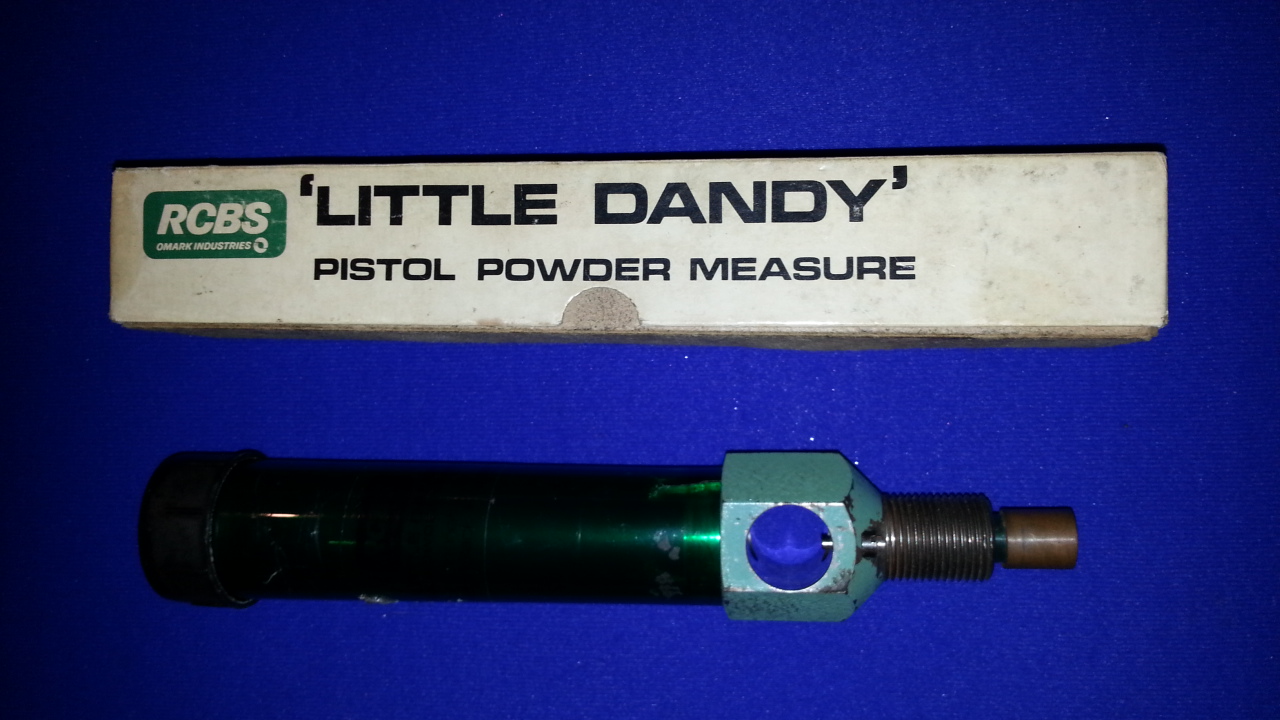 RCBS
OMARK INDUSTRIES
'LITTLE DANDY'
PISTOL POWDER MEASURE